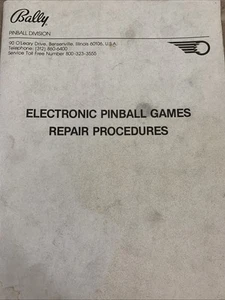 Bally
PINBALL DIVISION
90 O'Leary Drive, Bensenville, Illinois 60106, U.S.A.
Telephone: (312) 860-6400
Service Toll Free Number 800-323-3555
ELECTRONIC PINBALL GAMES
REPAIR PROCEDURES